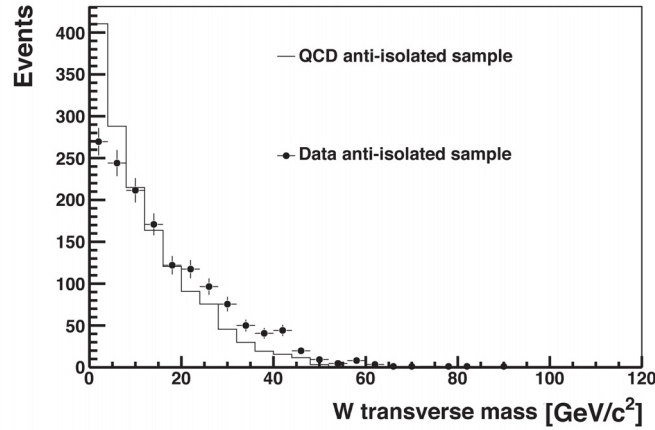 Events
400
350
300
250
200
150
100
50
0
QCD anti-isolated sample
Data anti-isolated sample
0 20 40 60 80 100 120
W transverse mass [GeV/c²]